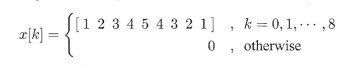 x[k] = { [ 1 2 3 4 5 4 3 2 1 ] , k = 0, 1, ⋯ , 8
0 , otherwise